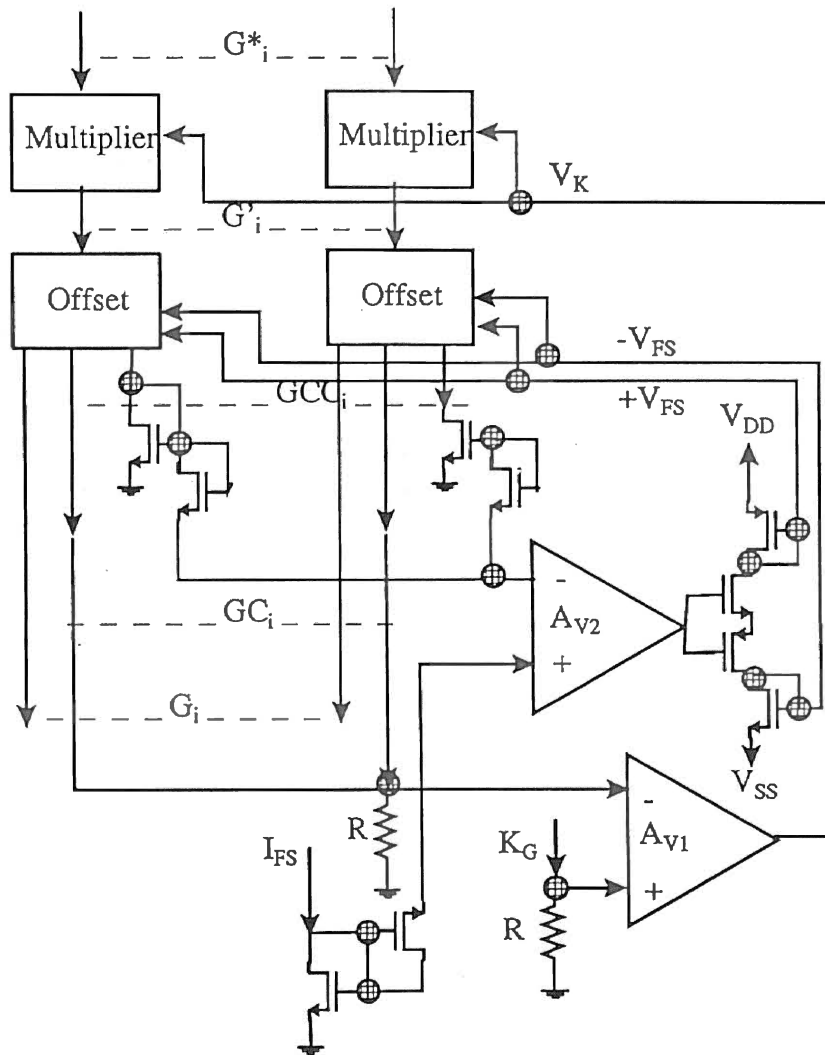 G*i
Multiplier
Multiplier
VK
G'i
Offset
Offset
-VFS
+VFS
GCCi
VDD
-
AV2
+
GCi
Gi
VSS
-
R
AV1
IFS
KG
+
R